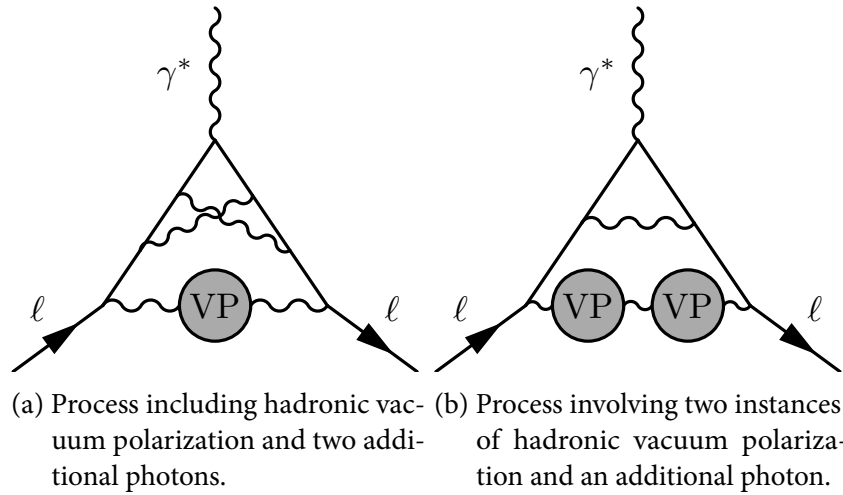 γ*
ℓ
VP
ℓ
(a) Process including hadronic vac-
uum polarization and two addi-
tional photons.
γ*
ℓ
VP
VP
ℓ
(b) Process involving two instances
of hadronic vacuum polariza-
tion and an additional photon.